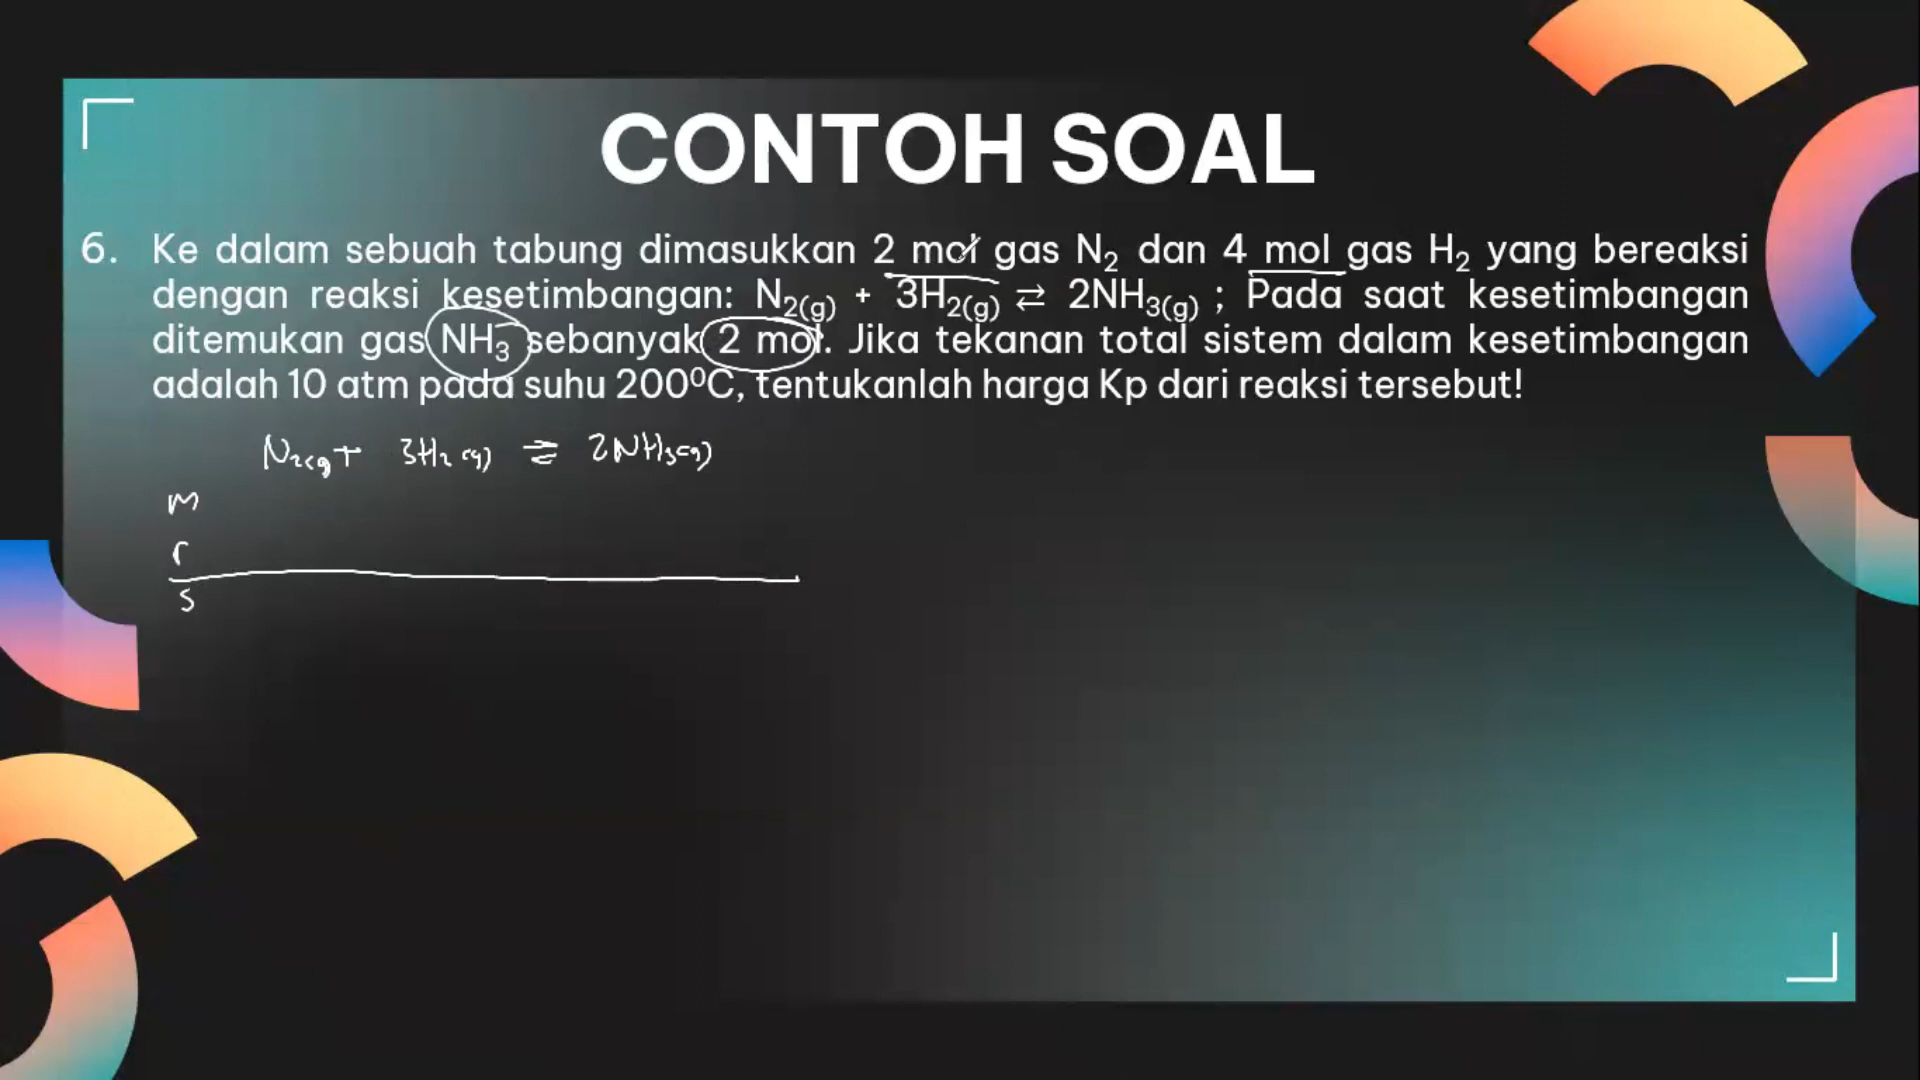 CONTOH SOAL
6. Ke dalam sebuah tabung dimasukkan 2 mol gas N₂ dan 4 mol gas H₂ yang bereaksi
dengan reaksi kesetimbangan: N₂(g) + 3H₂(g) ⇄ 2NH₃(g) ; Pada saat kesetimbangan
ditemukan gas NH₃ sebanyak 2 mol. Jika tekanan total sistem dalam kesetimbangan
adalah 10 atm pada suhu 200⁰C, tentukanlah harga Kp dari reaksi tersebut!
N₂(g) + 3H₂(g) ⇌ 2NH₃(g)
m
r
s